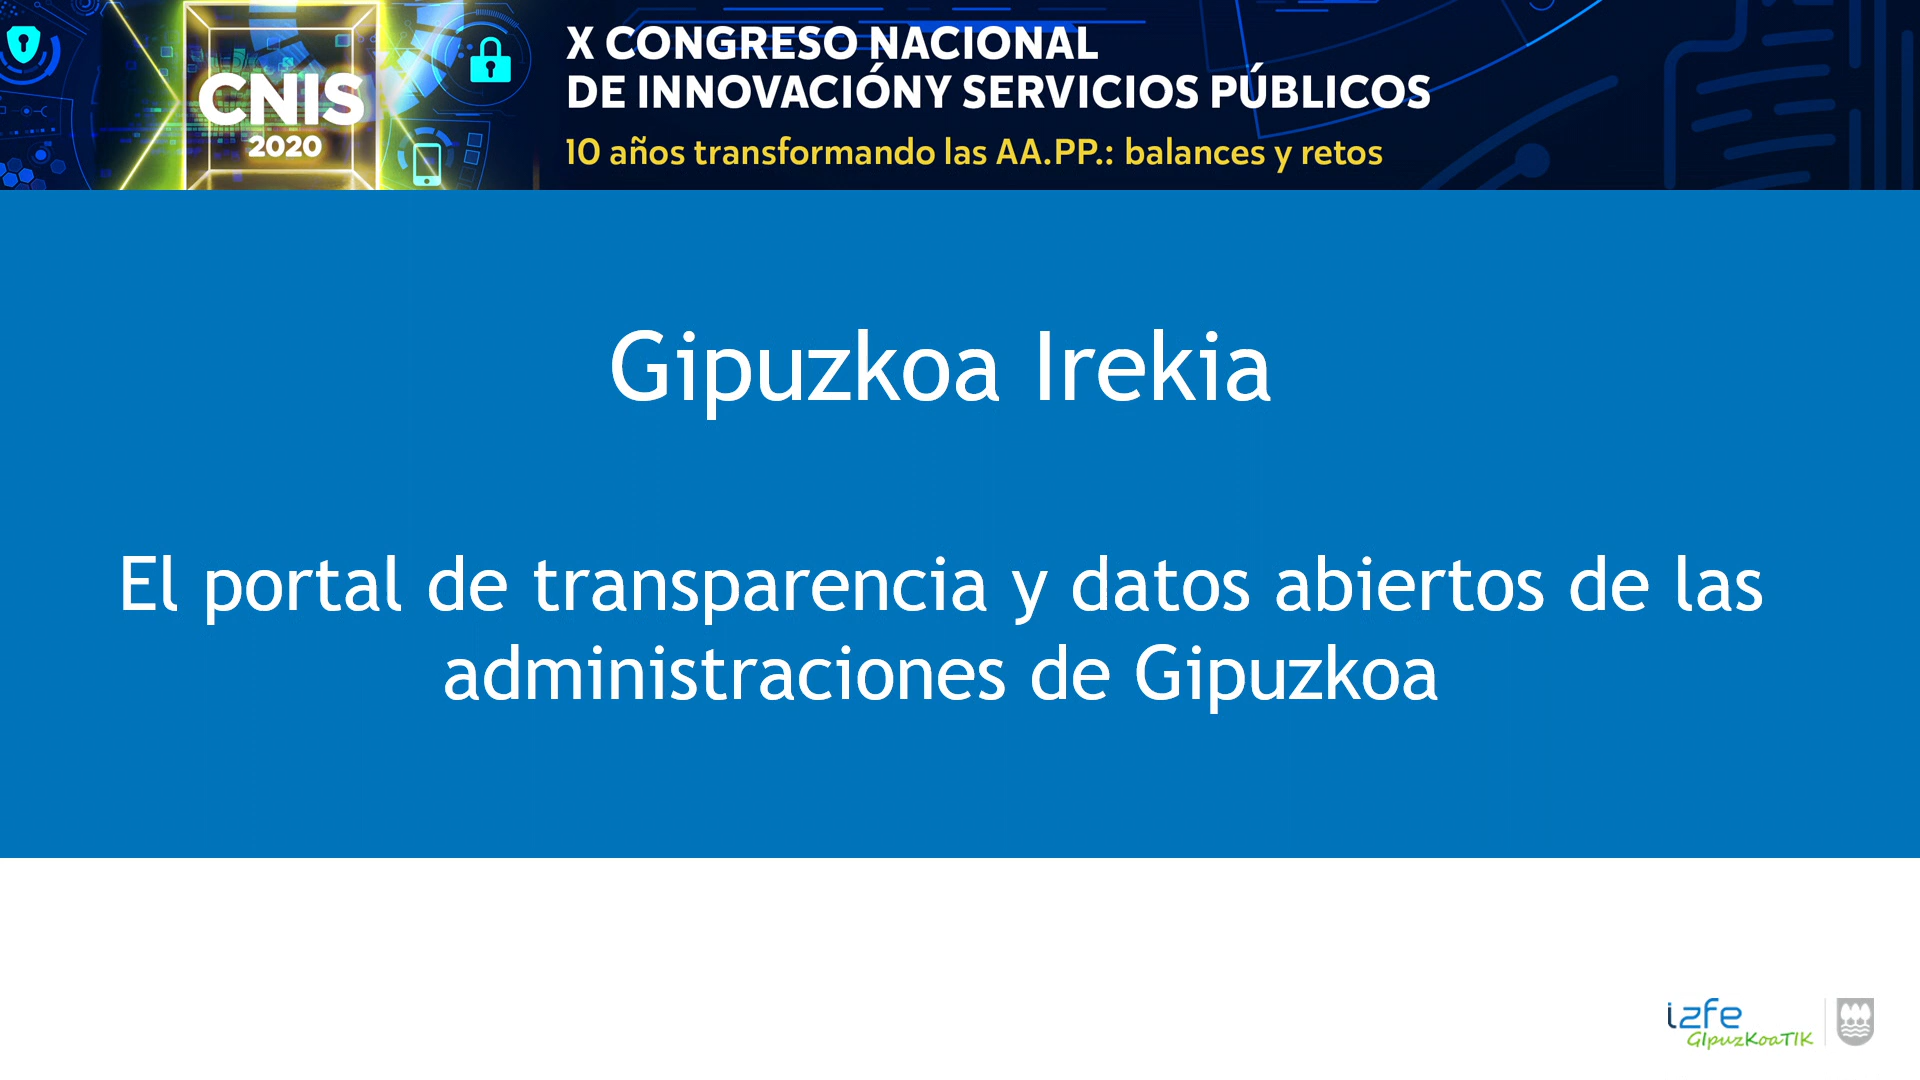 CNIS
2020
X CONGRESO NACIONAL
DE INNOVACIÓNY SERVICIOS PÚBLICOS
10 años transformando las AA.PP.: balances y retos
Gipuzkoa Irekia
El portal de transparencia y datos abiertos de las
administraciones de Gipuzkoa
izfe
GIpuzKoaTIK